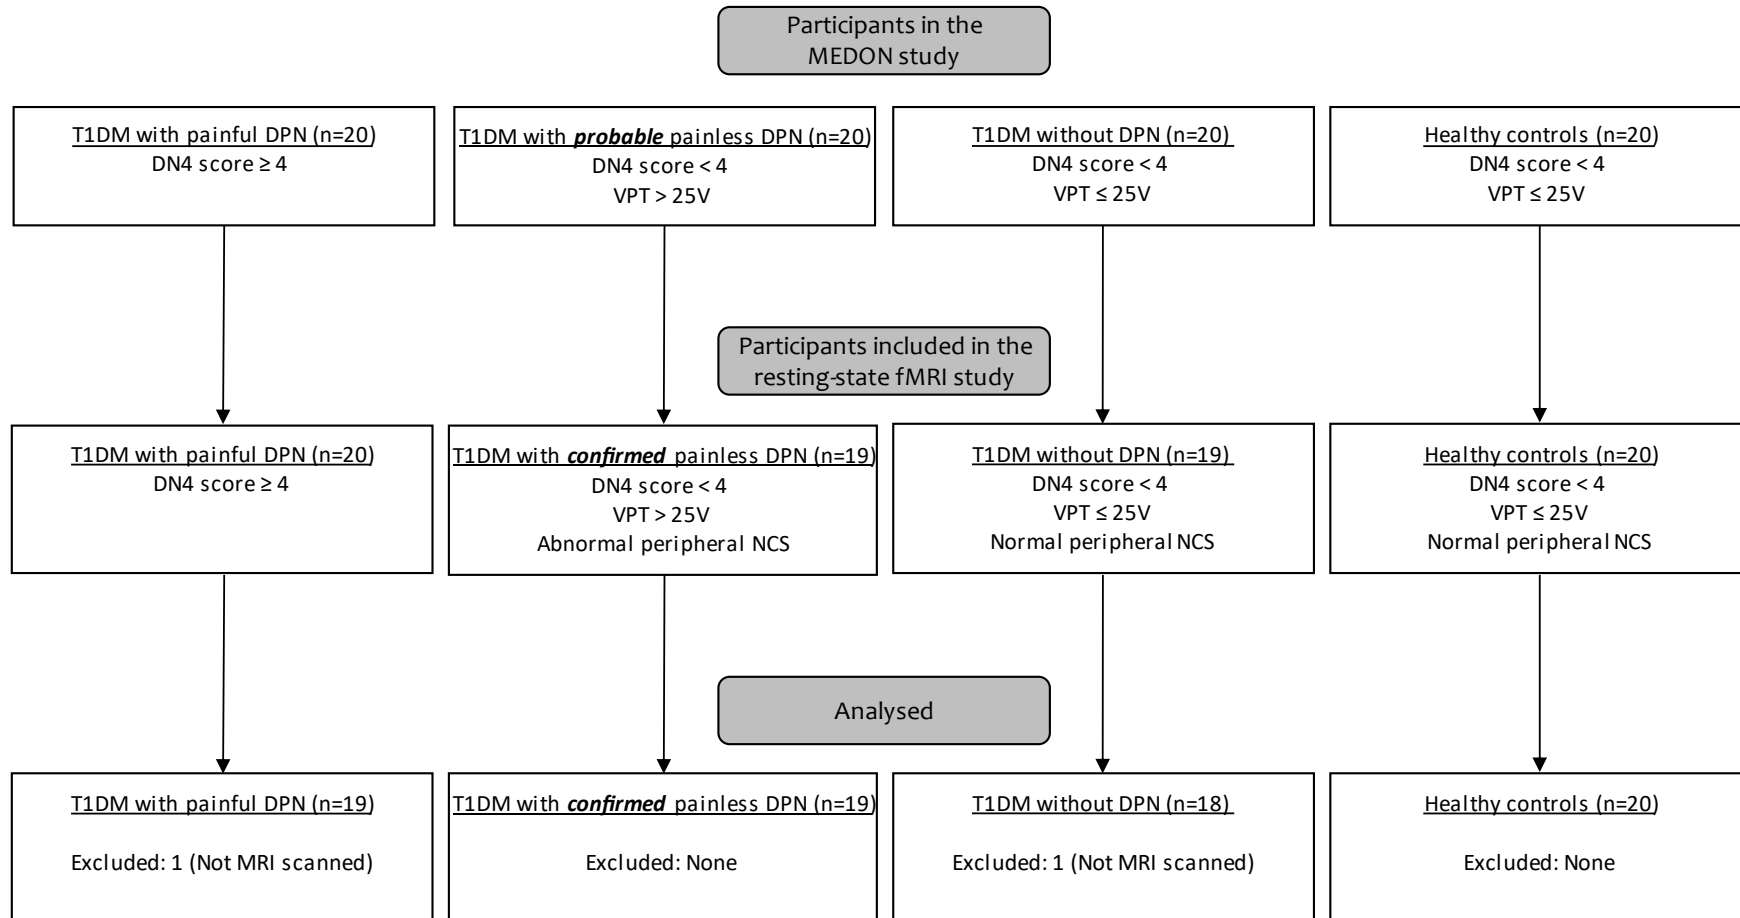 Participants in the
MEDON study
T1DM with painful DPN (n=20)
DN4 score ≥ 4
T1DM with probable painless DPN (n=20)
DN4 score < 4
VPT > 25V
T1DM without DPN (n=20)
DN4 score < 4
VPT ≤ 25V
Healthy controls (n=20)
DN4 score < 4
VPT ≤ 25V
Participants included in the
resting-state fMRI study
T1DM with painful DPN (n=20)
DN4 score ≥ 4
T1DM with confirmed painless DPN (n=19)
DN4 score < 4
VPT > 25V
Abnormal peripheral NCS
T1DM without DPN (n=19)
DN4 score < 4
VPT ≤ 25V
Normal peripheral NCS
Healthy controls (n=20)
DN4 score < 4
VPT ≤ 25V
Normal peripheral NCS
Analysed
T1DM with painful DPN (n=19)
Excluded: 1 (Not MRI scanned)
T1DM with confirmed painless DPN (n=19)
Excluded: None
T1DM without DPN (n=18)
Excluded: 1 (Not MRI scanned)
Healthy controls (n=20)
Excluded: None